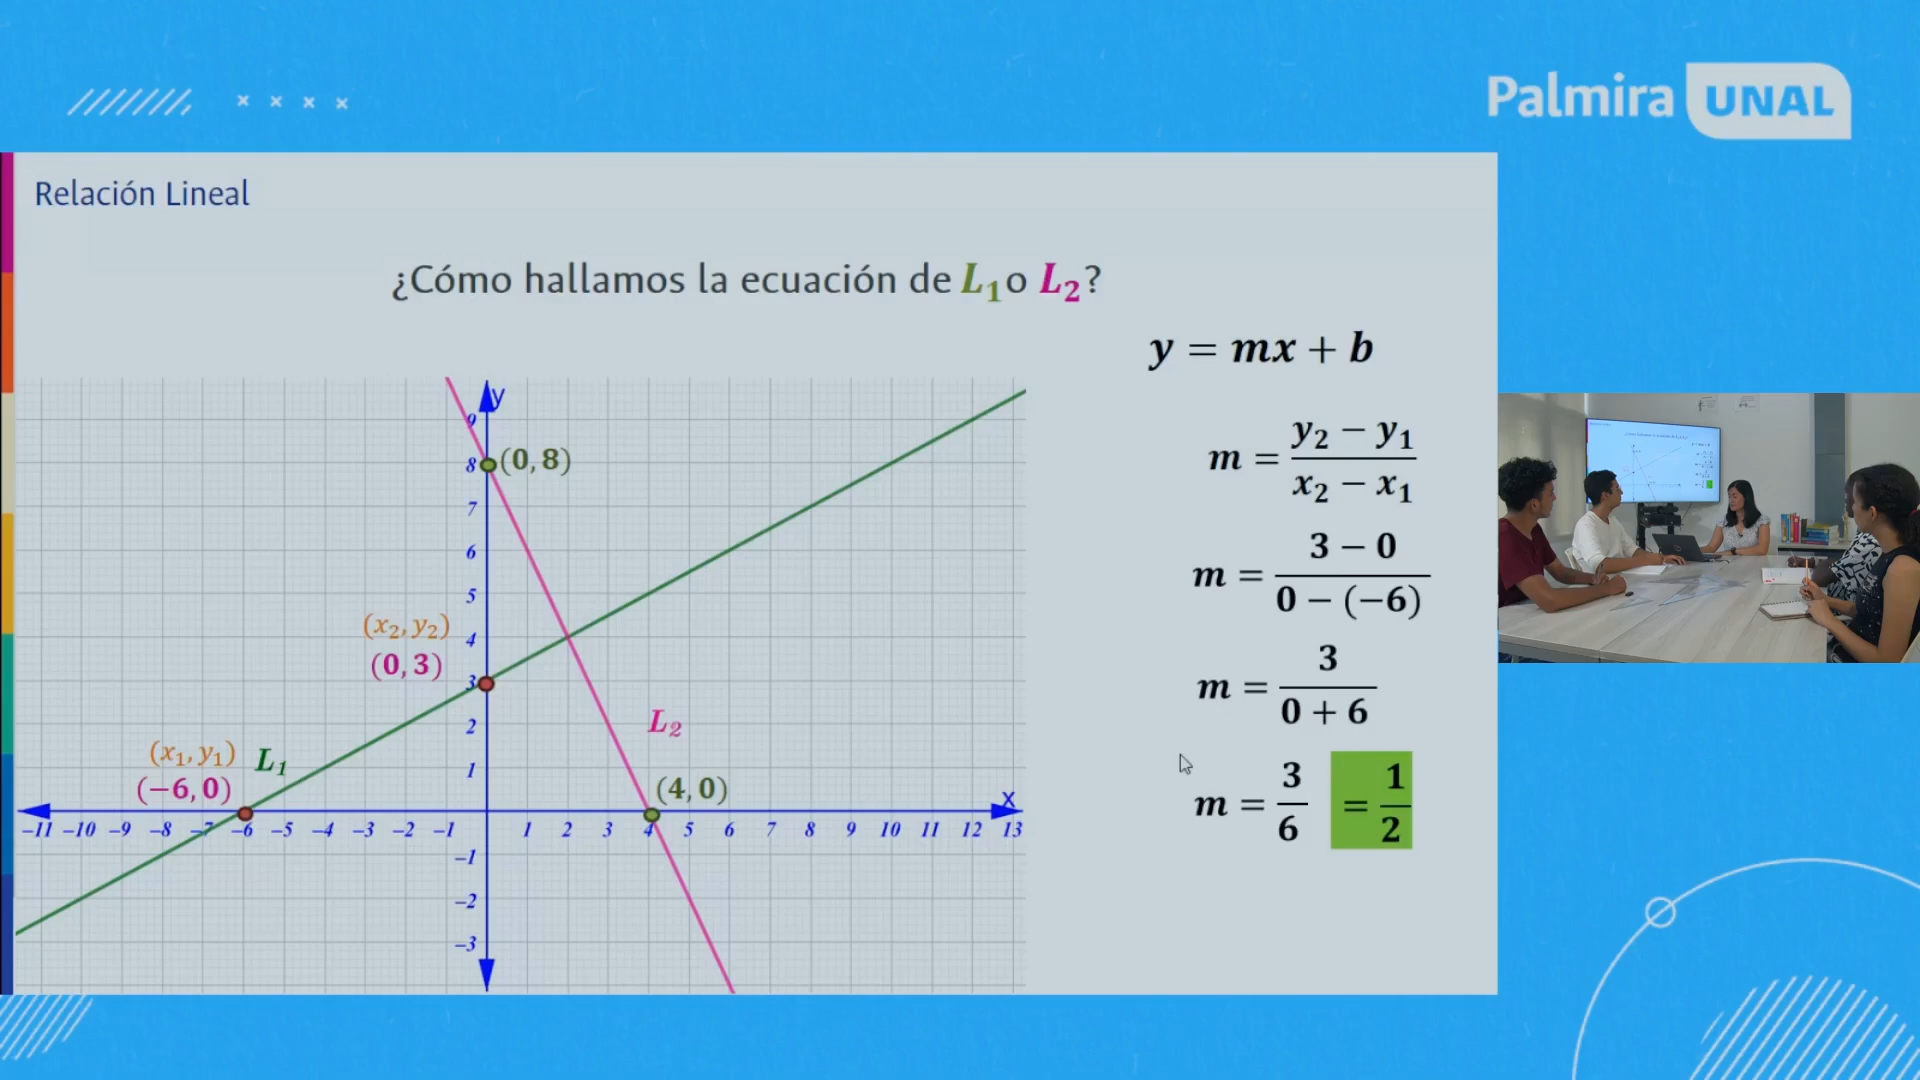 Palmira UNAL
Relación Lineal
¿Cómo hallamos la ecuación de L₁ o L₂?
y = mx + b
m = (y₂ − y₁)/(x₂ − x₁)
m = (3 − 0)/(0 − (−6))
m = 3/(0 + 6)
m = 3/6 = 1/2
y
9
8 (0, 8)
7
6
5
(x₂, y₂) 4
(0, 3) 3
2 L₂
(x₁, y₁) L₁ 1
(−6, 0) (4, 0) x
−11 −10 −9 −8 −7 −6 −5 −4 −3 −2 −1 1 2 3 4 5 6 7 8 9 10 11 12 13
−1
−2
−3